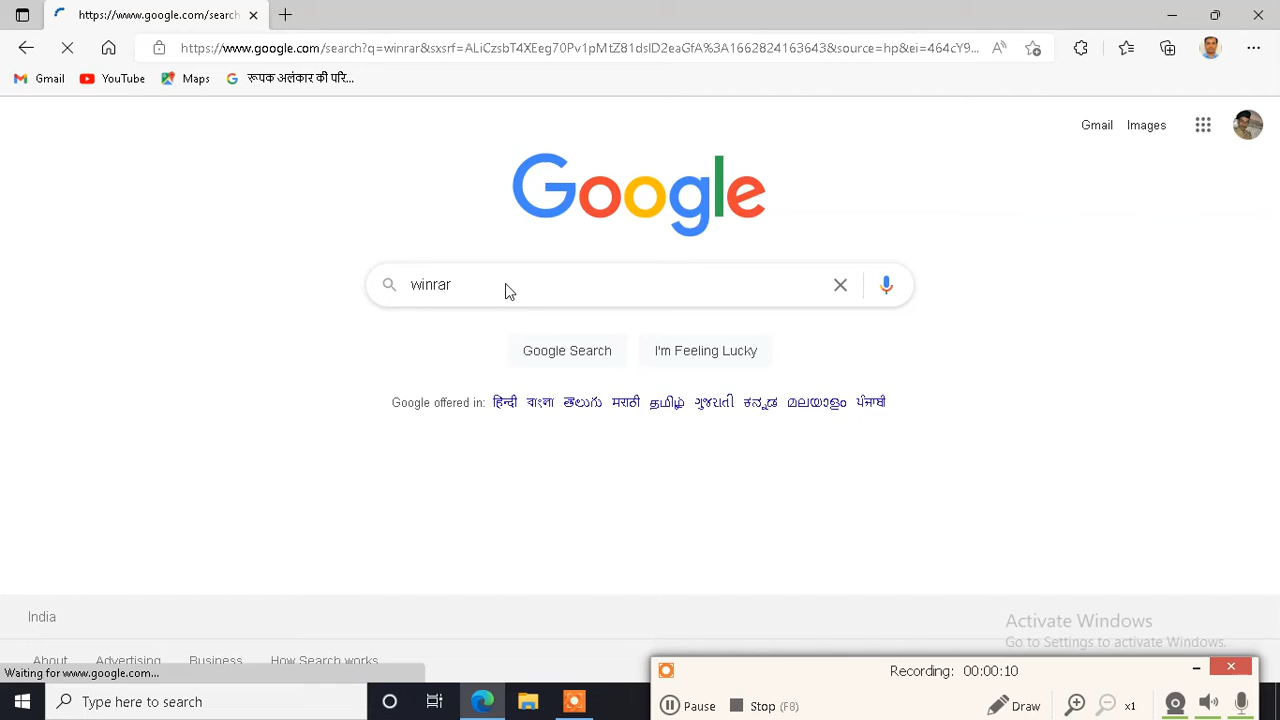 https://www.google.com/search
https://www.google.com/search?q=winrar&sxsrf=ALiCzsbT4XEeg70Pv1pMtZ81dsID2eaGfA%3A1662824163643&source=hp&ei=464cY9...
Gmail YouTube Maps रूपक अलंकार की परि...
Gmail Images
Google
winrar
Google Search I'm Feeling Lucky
Google offered in: हिन्दी বাংলা తెలుగు मराठी தமிழ் ગુજરાતી ಕನ್ನಡ മലയാളം ਪੰਜਾਬੀ
India
Activate Windows
Go to Settings to activate Windows.
About Advertising Business How Search works
Waiting for www.google.com...
Recording: 00:00:10
Type here to search
Pause Stop (F8) Draw x1